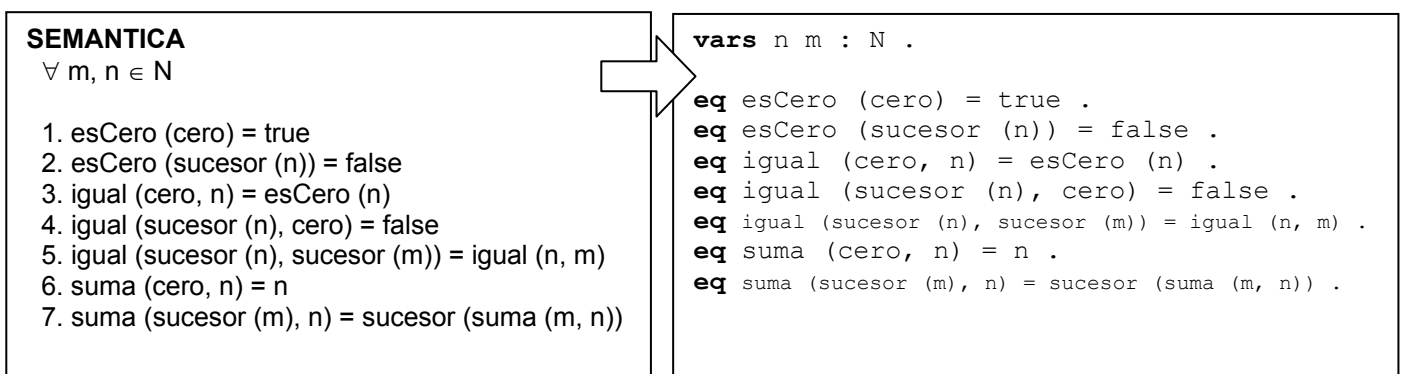 SEMANTICA
∀ m, n ∈ N
1. esCero (cero) = true
2. esCero (sucesor (n)) = false
3. igual (cero, n) = esCero (n)
4. igual (sucesor (n), cero) = false
5. igual (sucesor (n), sucesor (m)) = igual (n, m)
6. suma (cero, n) = n
7. suma (sucesor (m), n) = sucesor (suma (m, n))
vars n m : N .
eq esCero (cero) = true .
eq esCero (sucesor (n)) = false .
eq igual (cero, n) = esCero (n) .
eq igual (sucesor (n), cero) = false .
eq igual (sucesor (n), sucesor (m)) = igual (n, m) .
eq suma (cero, n) = n .
eq suma (sucesor (m), n) = sucesor (suma (m, n)) .